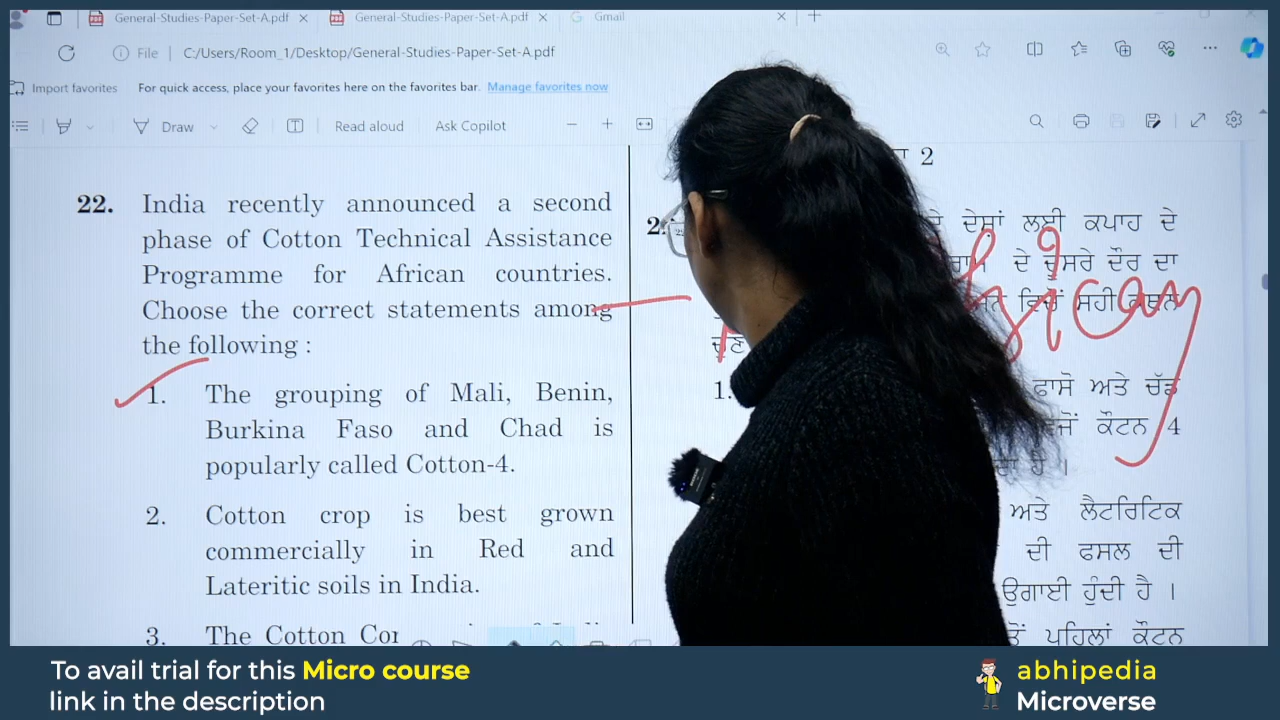 General-Studies-Paper-Set-A.pdf
General-Studies-Paper-Set-A.pdf
Gmail
File
C:/Users/Room_1/Desktop/General-Studies-Paper-Set-A.pdf
Import favorites
For quick access, place your favorites here on the favorites bar. Manage favorites now
Draw
Read aloud
Ask Copilot
2
22. India recently announced a second
phase of Cotton Technical Assistance
Programme for African countries.
Choose the correct statements among
the following :
1. The grouping of Mali, Benin,
Burkina Faso and Chad is
popularly called Cotton-4.
2. Cotton crop is best grown
commercially in Red and
Lateritic soils in India.
3. The Cotton
2.
ਦੇਸ਼ਾਂ ਲਈ ਕਪਾਹ ਦੇ
ਦੇ ਦੂਸਰੇ ਦੌਰ ਦਾ
ਵਿਚੋਂ ਸਹੀ ਕਥਨ
1. ਫਾਸੋ ਅਤੇ ਚੱਡ
ਕੌਟਨ 4
ਹੈ ।
ਅਤੇ ਲੈਟਰਿਟਿਕ
ਦੀ ਫਸਲ ਦੀ
ਉਗਾਈ ਹੁੰਦੀ ਹੈ ।
ਤੋਂ ਪਹਿਲਾਂ ਕੌਟਨ
To avail trial for this Micro course
link in the description
abhipedia
Microverse